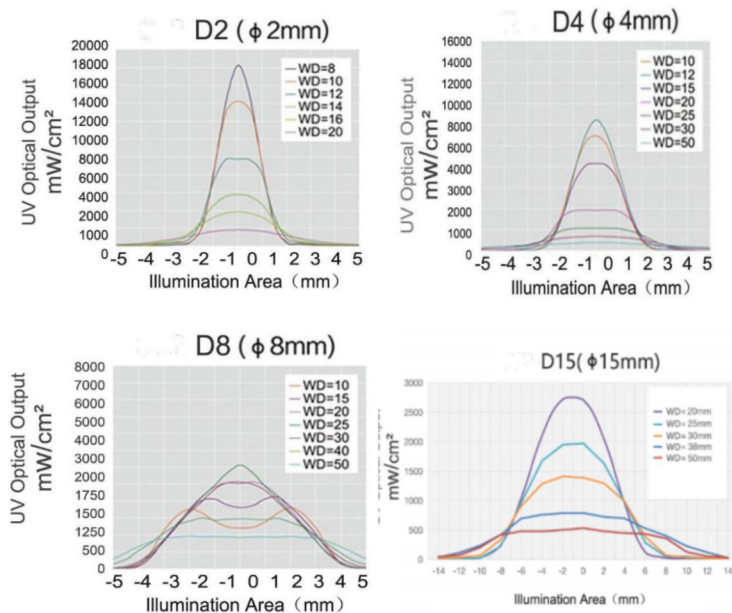 D2 (ϕ2mm)
UV Optical Output
mW/cm²
20000
18000
16000
14000
12000
10000
8000
6000
4000
2000
1000
0
WD=8
WD=10
WD=12
WD=14
WD=16
WD=20
-5 -4 -3 -2 -1 0 1 2 3 4 5
Illumination Area (mm)
D4 (ϕ4mm)
UV Optical Output
mW/cm²
16000
14000
12000
10000
8000
6000
4000
2000
1000
0
WD=10
WD=12
WD=15
WD=20
WD=25
WD=30
WD=50
-5 -4 -3 -2 -1 0 1 2 3 4 5
Illumination Area (mm)
D8 (ϕ8mm)
UV Optical Output
mW/cm²
8000
7000
6000
5000
4000
3000
2000
1750
1500
1250
500
0
WD=10
WD=15
WD=20
WD=25
WD=30
WD=40
WD=50
-5 -4 -3 -2 -1 0 1 2 3 4 5
Illumination Area (mm)
D15(ϕ15mm)
mW/cm²
3000
2500
2000
1500
1000
500
0
WD=20mm
WD=25mm
WD=30mm
WD=38mm
WD=50mm
-14 -12 -10 -8 -6 -4 -2 0 2 4 6 8 10 12 14
Illumination Area (mm)